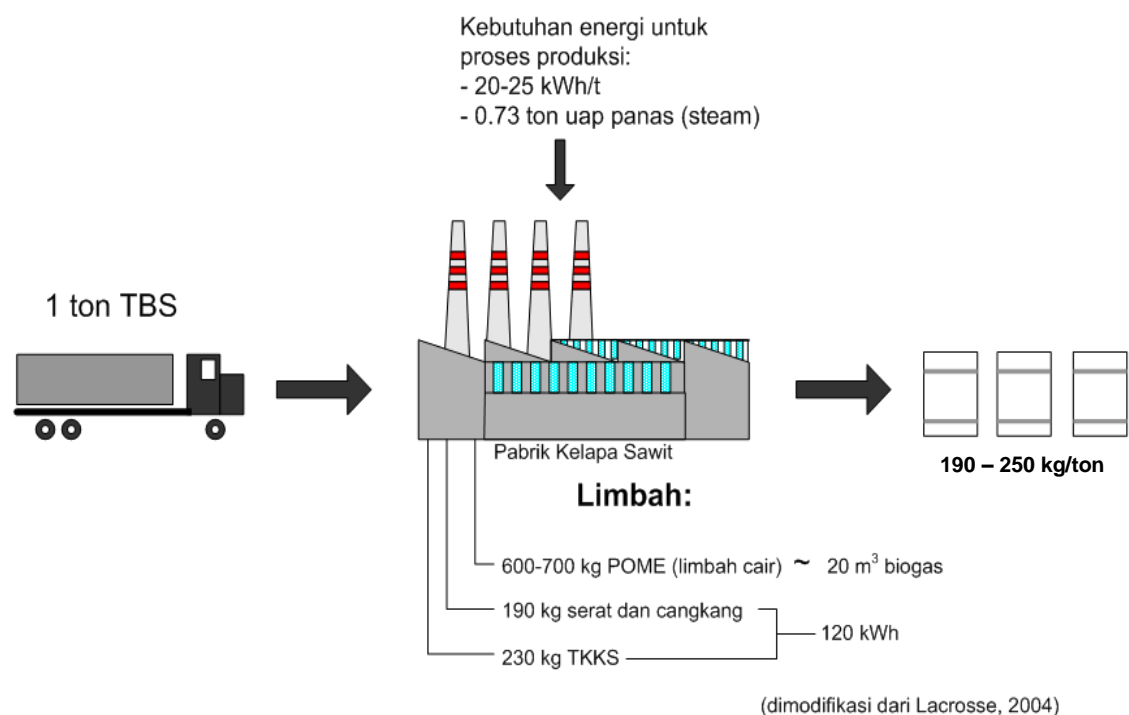 Kebutuhan energi untuk
proses produksi:
- 20-25 kWh/t
- 0.73 ton uap panas (steam)
1 ton TBS
Pabrik Kelapa Sawit
190 – 250 kg/ton
Limbah:
600-700 kg POME (limbah cair) ~ 20 m³ biogas
190 kg serat dan cangkang
120 kWh
230 kg TKKS
(dimodifikasi dari Lacrosse, 2004)